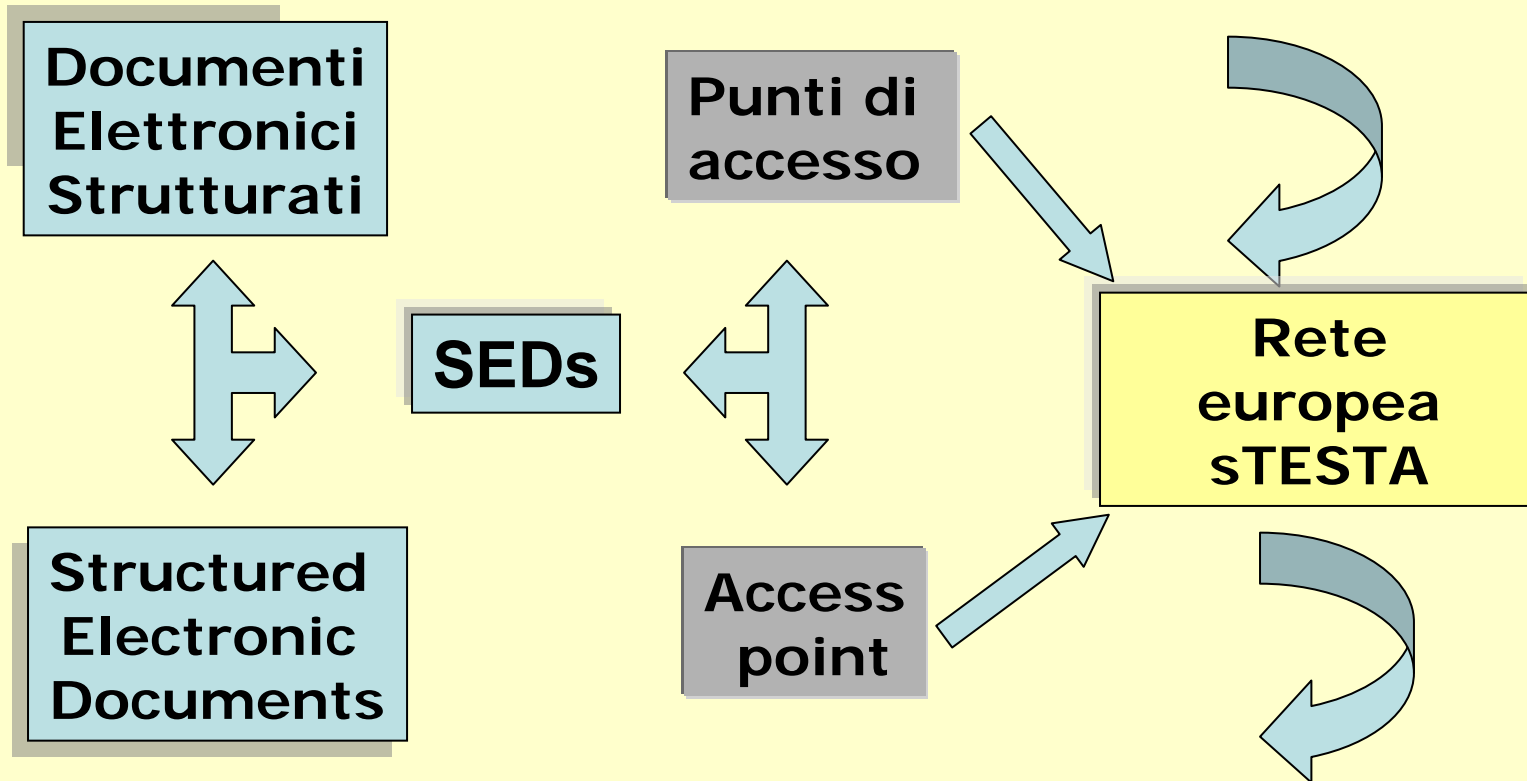 Documenti
Elettronici
Strutturati
Punti di
accesso
SEDs
Rete
europea
sTESTA
Structured
Electronic
Documents
Access
point